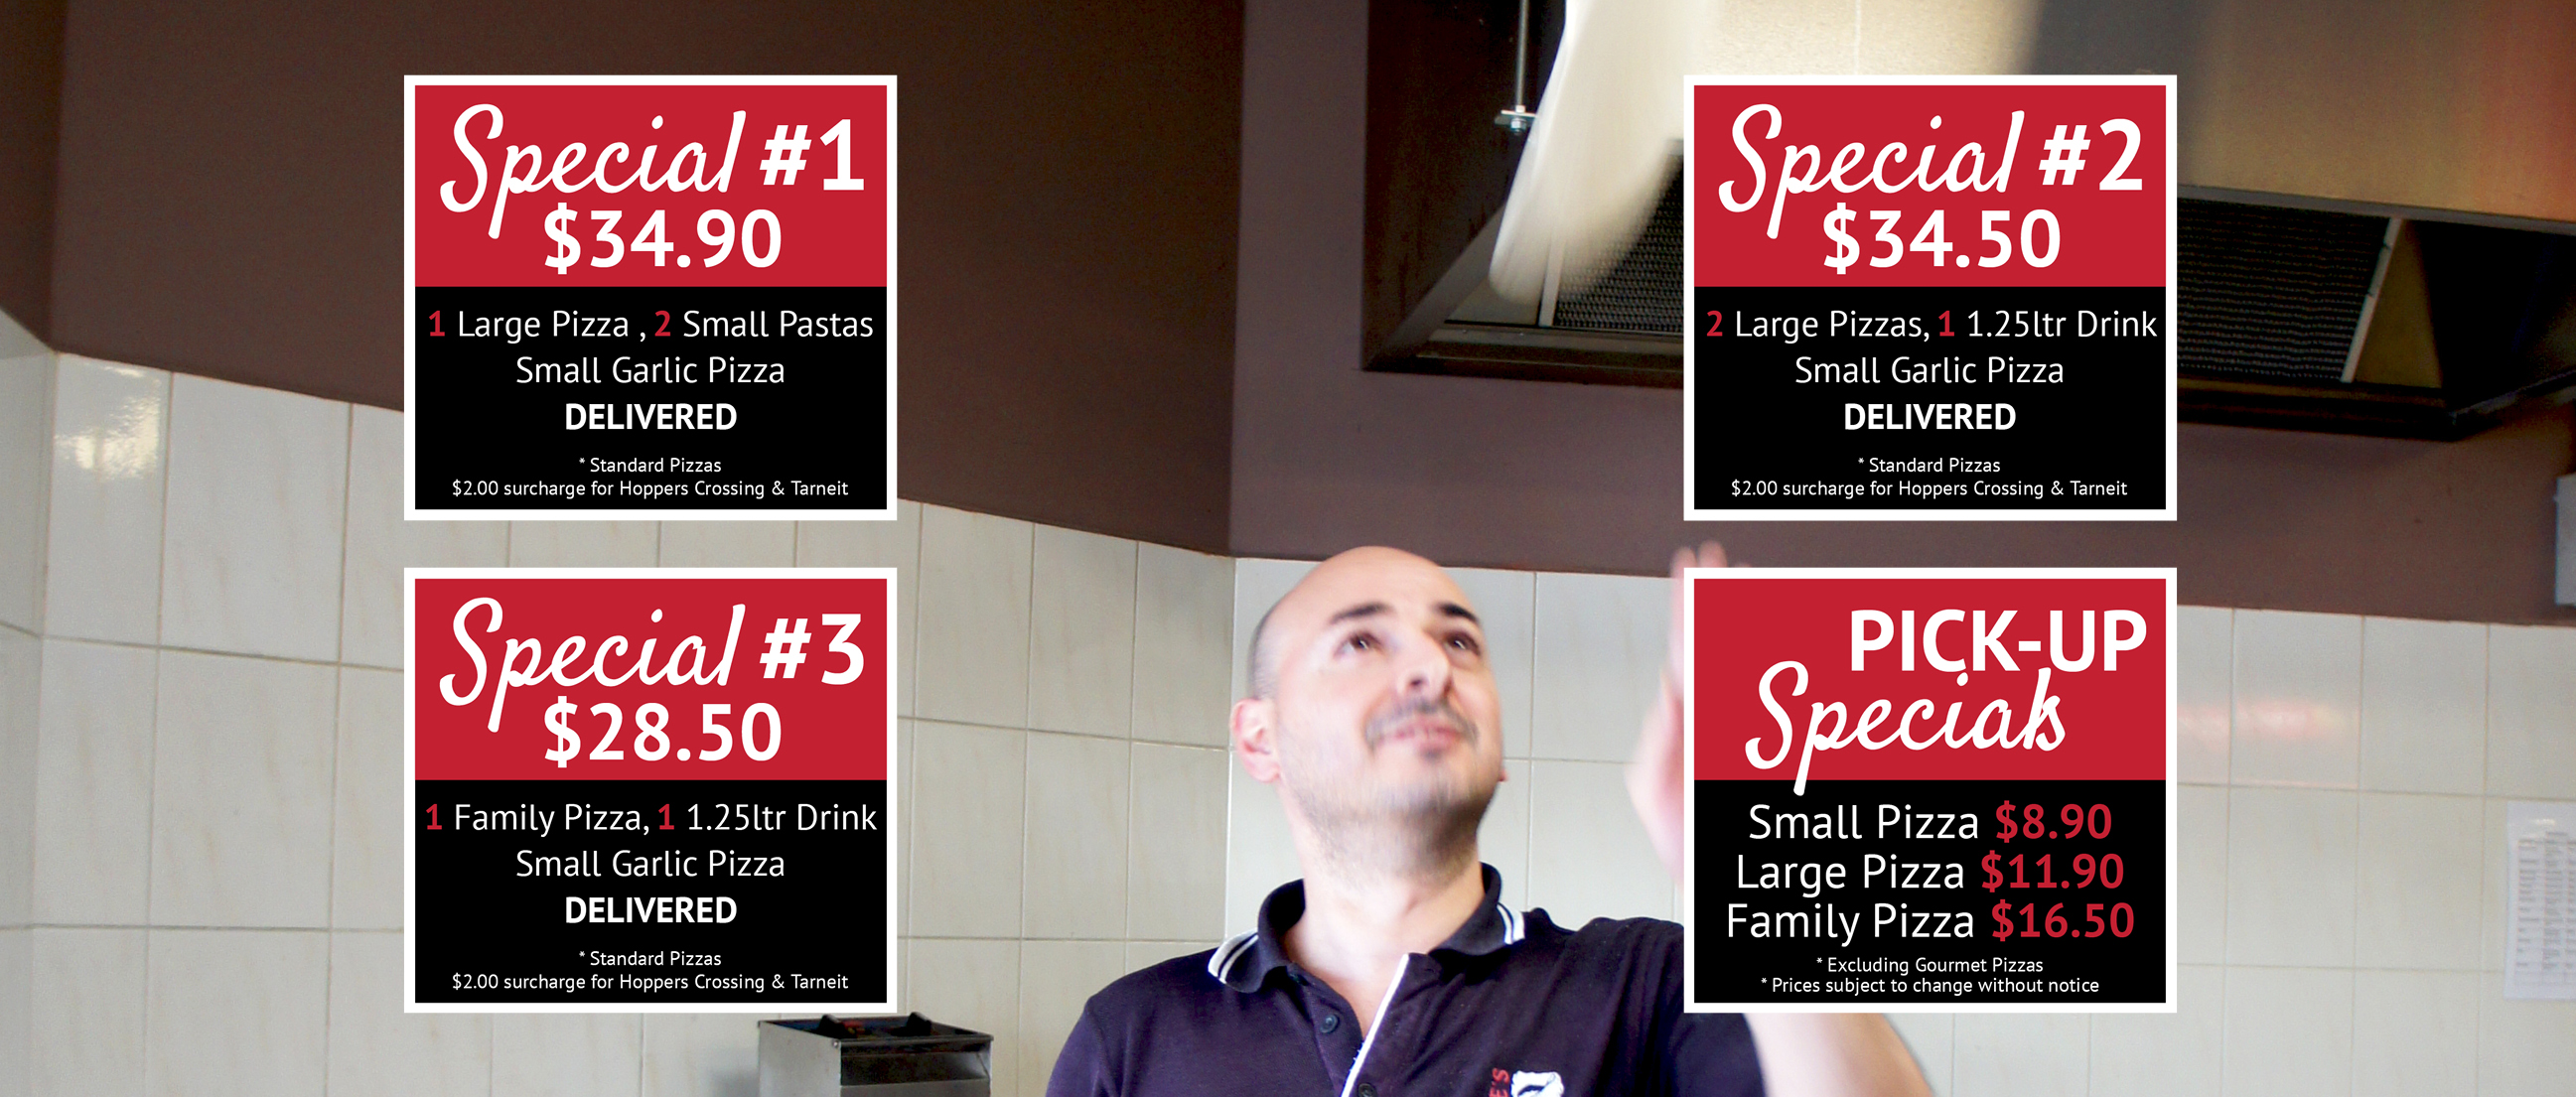 Special #1
$34.90
1 Large Pizza , 2 Small Pastas
Small Garlic Pizza
DELIVERED
* Standard Pizzas
$2.00 surcharge for Hoppers Crossing & Tarneit
Special #2
$34.50
2 Large Pizzas, 1 1.25ltr Drink
Small Garlic Pizza
DELIVERED
* Standard Pizzas
$2.00 surcharge for Hoppers Crossing & Tarneit
Special #3
$28.50
1 Family Pizza, 1 1.25ltr Drink
Small Garlic Pizza
DELIVERED
* Standard Pizzas
$2.00 surcharge for Hoppers Crossing & Tarneit
PICK-UP
Specials
Small Pizza $8.90
Large Pizza $11.90
Family Pizza $16.50
* Excluding Gourmet Pizzas
* Prices subject to change without notice